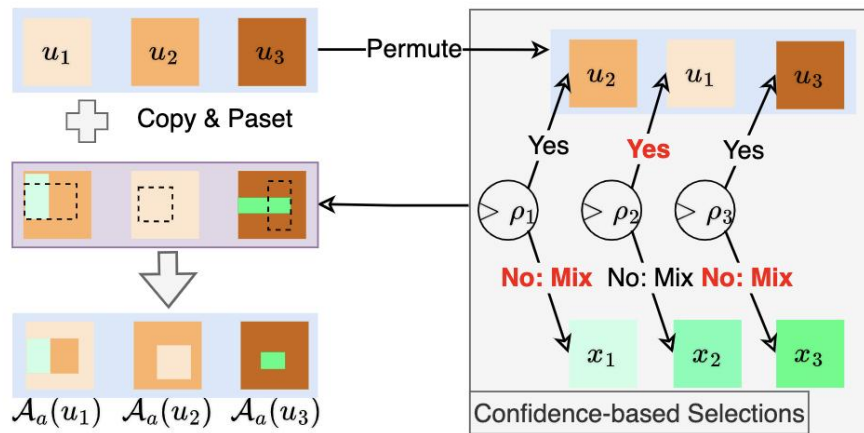 u₁ u₂ u₃ Permute u₂ u₁ u₃
Copy & Paset
Yes Yes Yes
> ρ₁ > ρ₂ > ρ₃
No: Mix No: Mix No: Mix
x₁ x₂ x₃
𝒜ₐ(u₁) 𝒜ₐ(u₂) 𝒜ₐ(u₃)
Confidence-based Selections